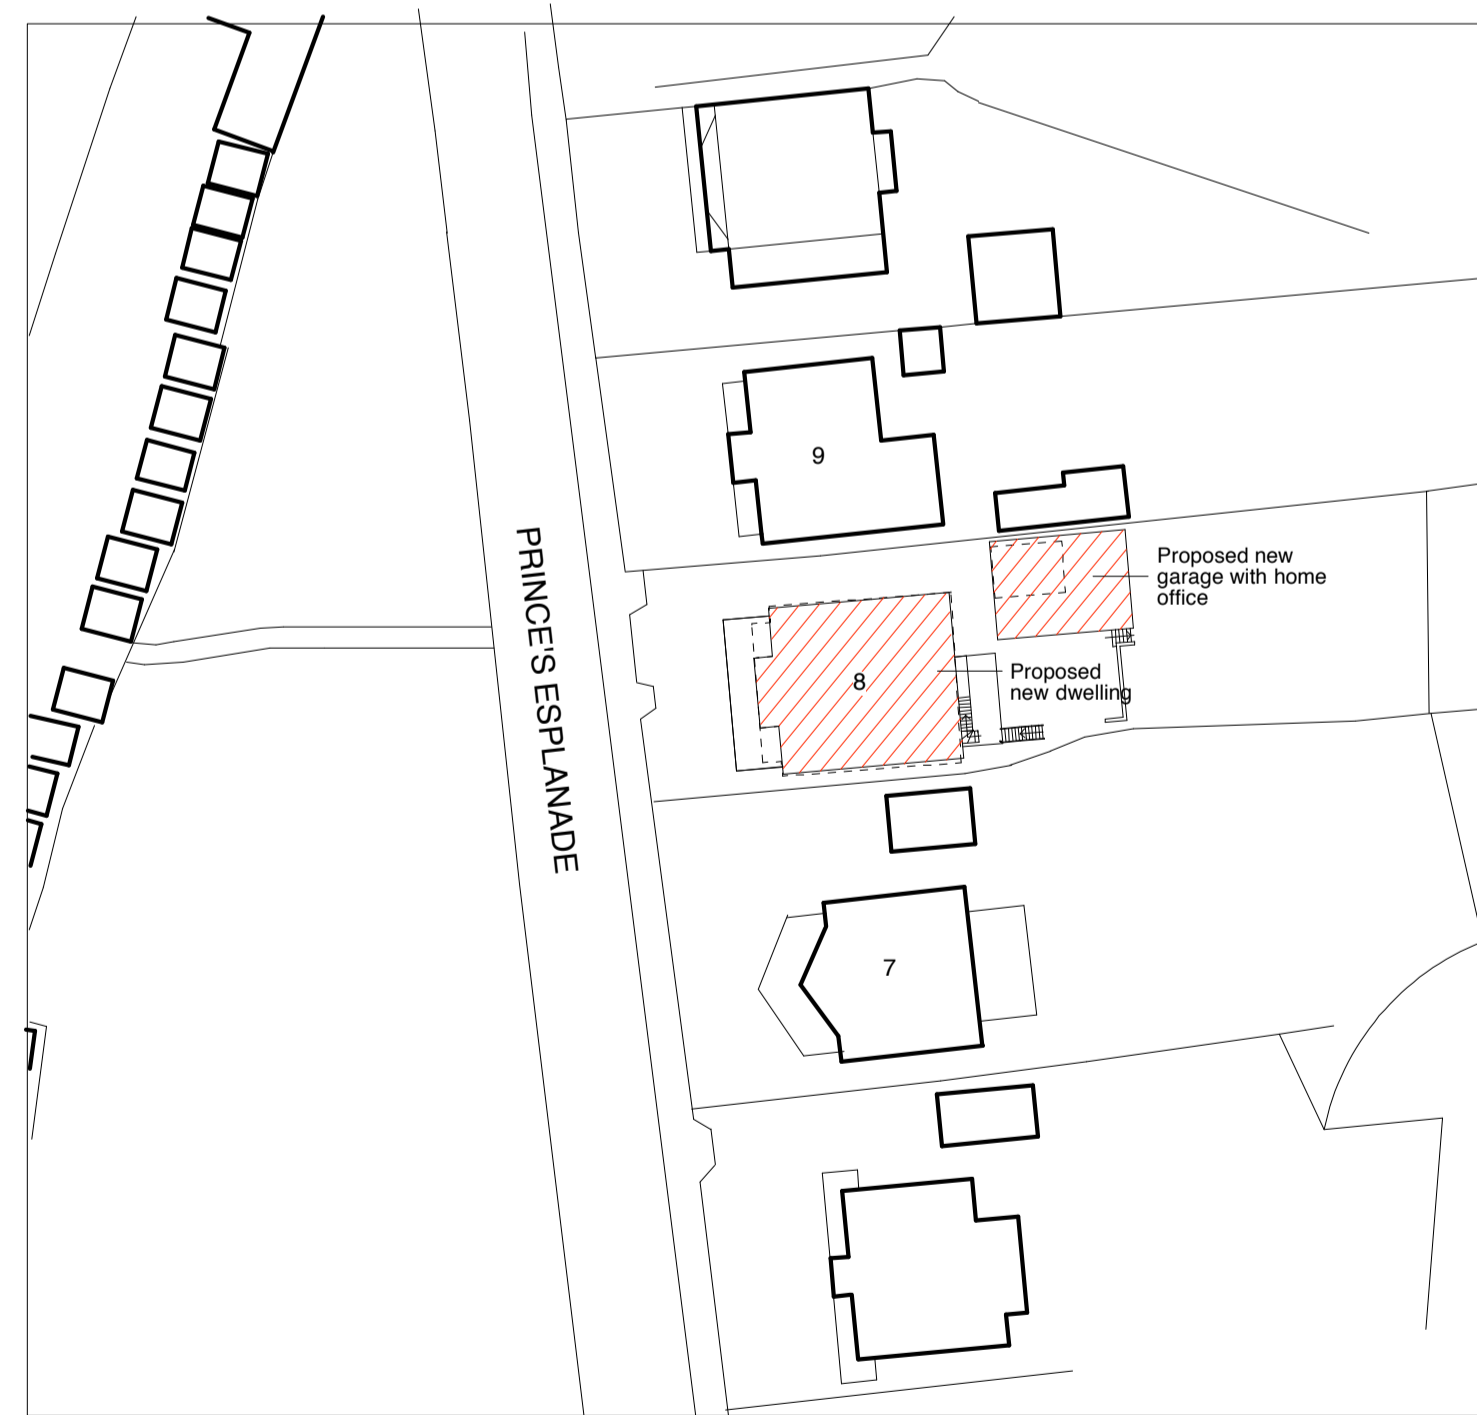 9
PRINCE'S ESPLANADE
Proposed new
garage with home
office
8
Proposed
new dwelling
7